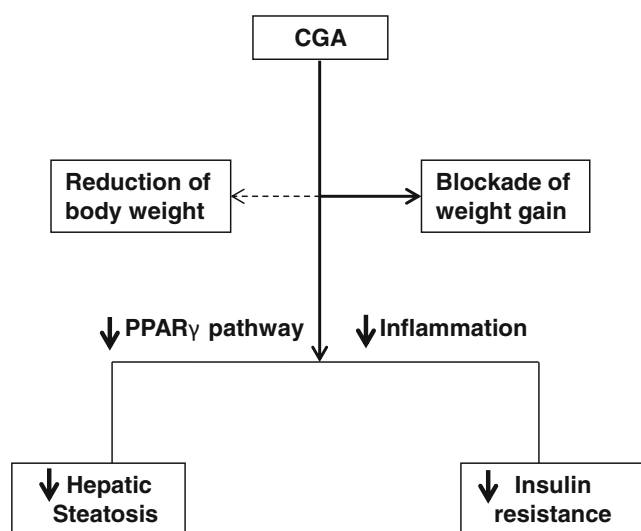 CGA
Reduction of
body weight
Blockade of
weight gain
PPARγ pathway
Inflammation
Hepatic
Steatosis
Insulin
resistance